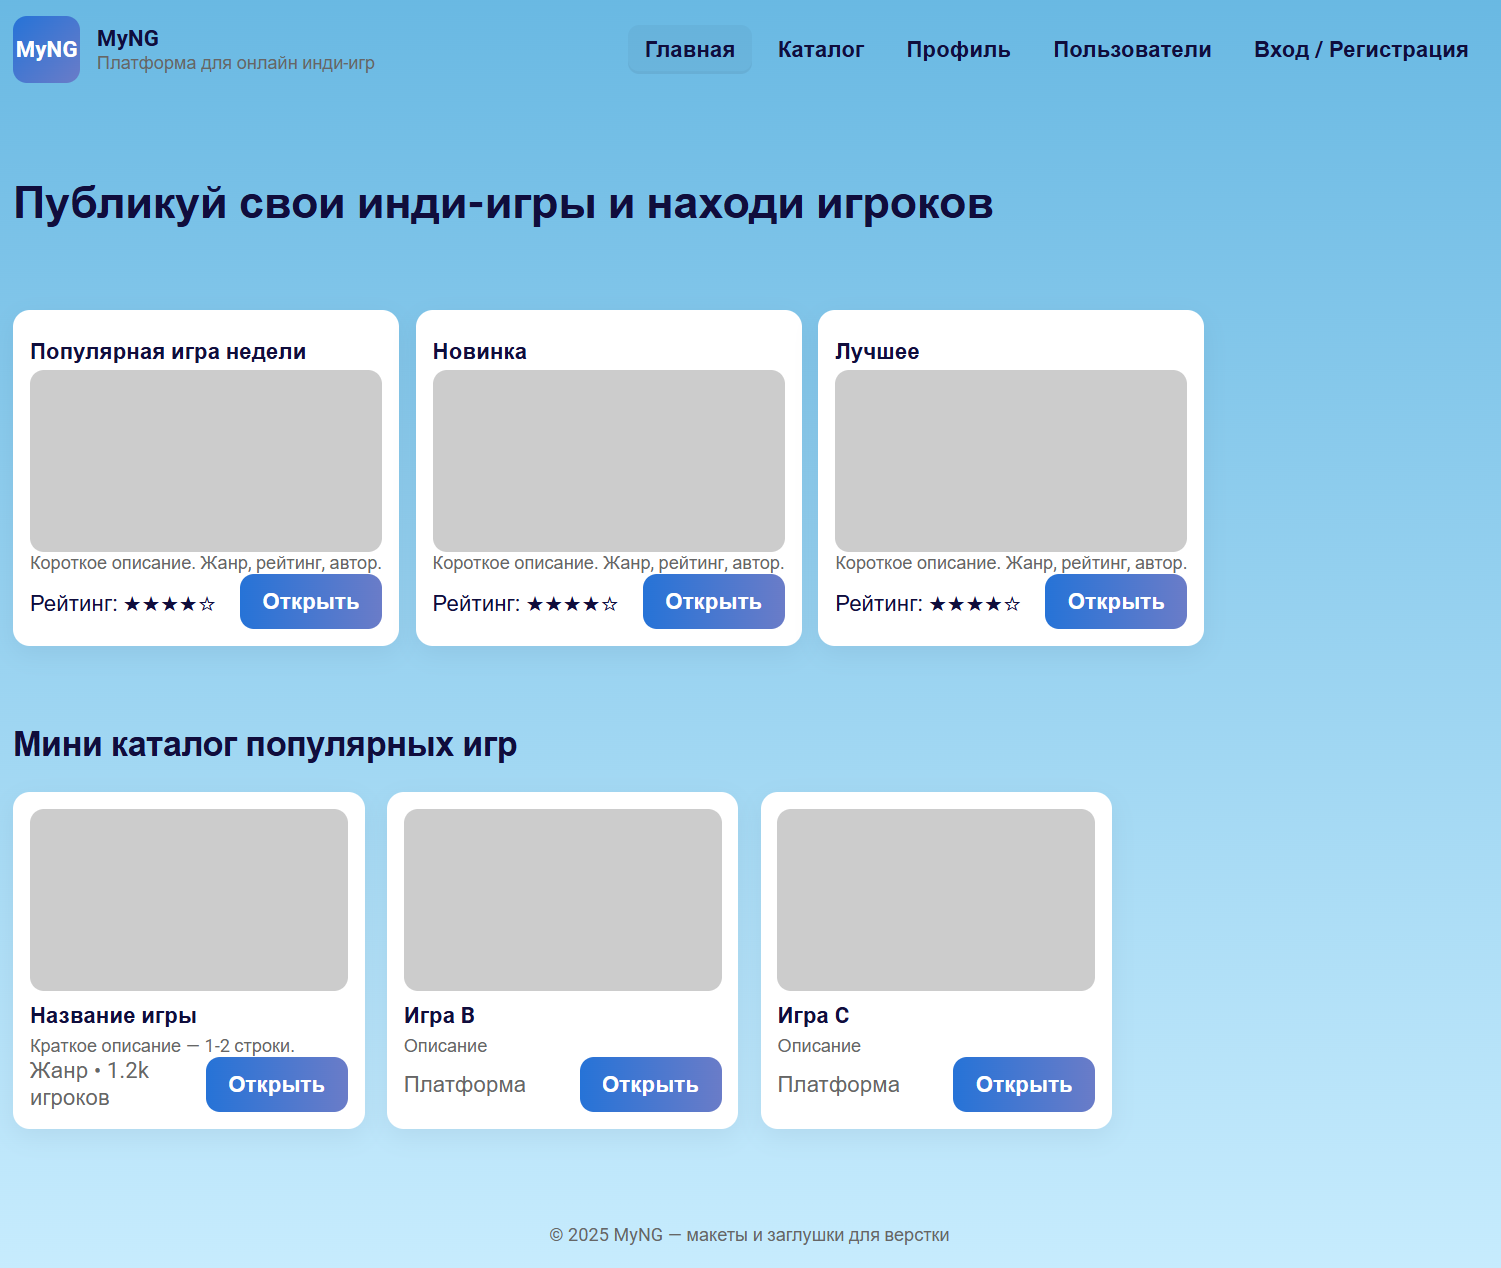 MyNG
MyNG
Платформа для онлайн инди-игр
Главная
Каталог
Профиль
Пользователи
Вход / Регистрация
Публикуй свои инди-игры и находи игроков
Популярная игра недели
Короткое описание. Жанр, рейтинг, автор.
Рейтинг: ★★★★☆
Открыть
Новинка
Короткое описание. Жанр, рейтинг, автор.
Рейтинг: ★★★★☆
Открыть
Лучшее
Короткое описание. Жанр, рейтинг, автор.
Рейтинг: ★★★★☆
Открыть
Мини каталог популярных игр
Название игры
Краткое описание — 1-2 строки.
Жанр • 1.2k
игроков
Открыть
Игра B
Описание
Платформа
Открыть
Игра C
Описание
Платформа
Открыть
© 2025 MyNG — макеты и заглушки для верстки